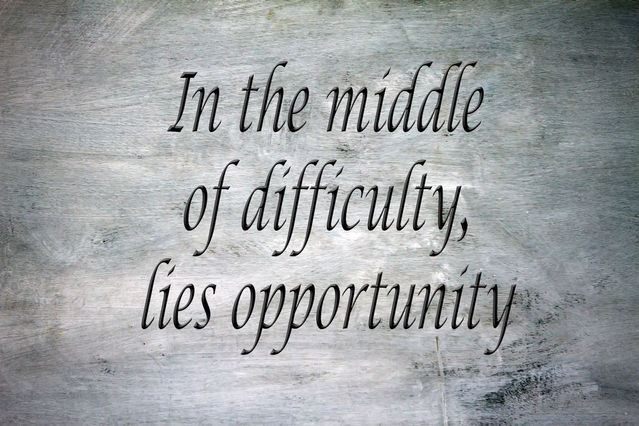 In the middle
of difficulty,
lies opportunity